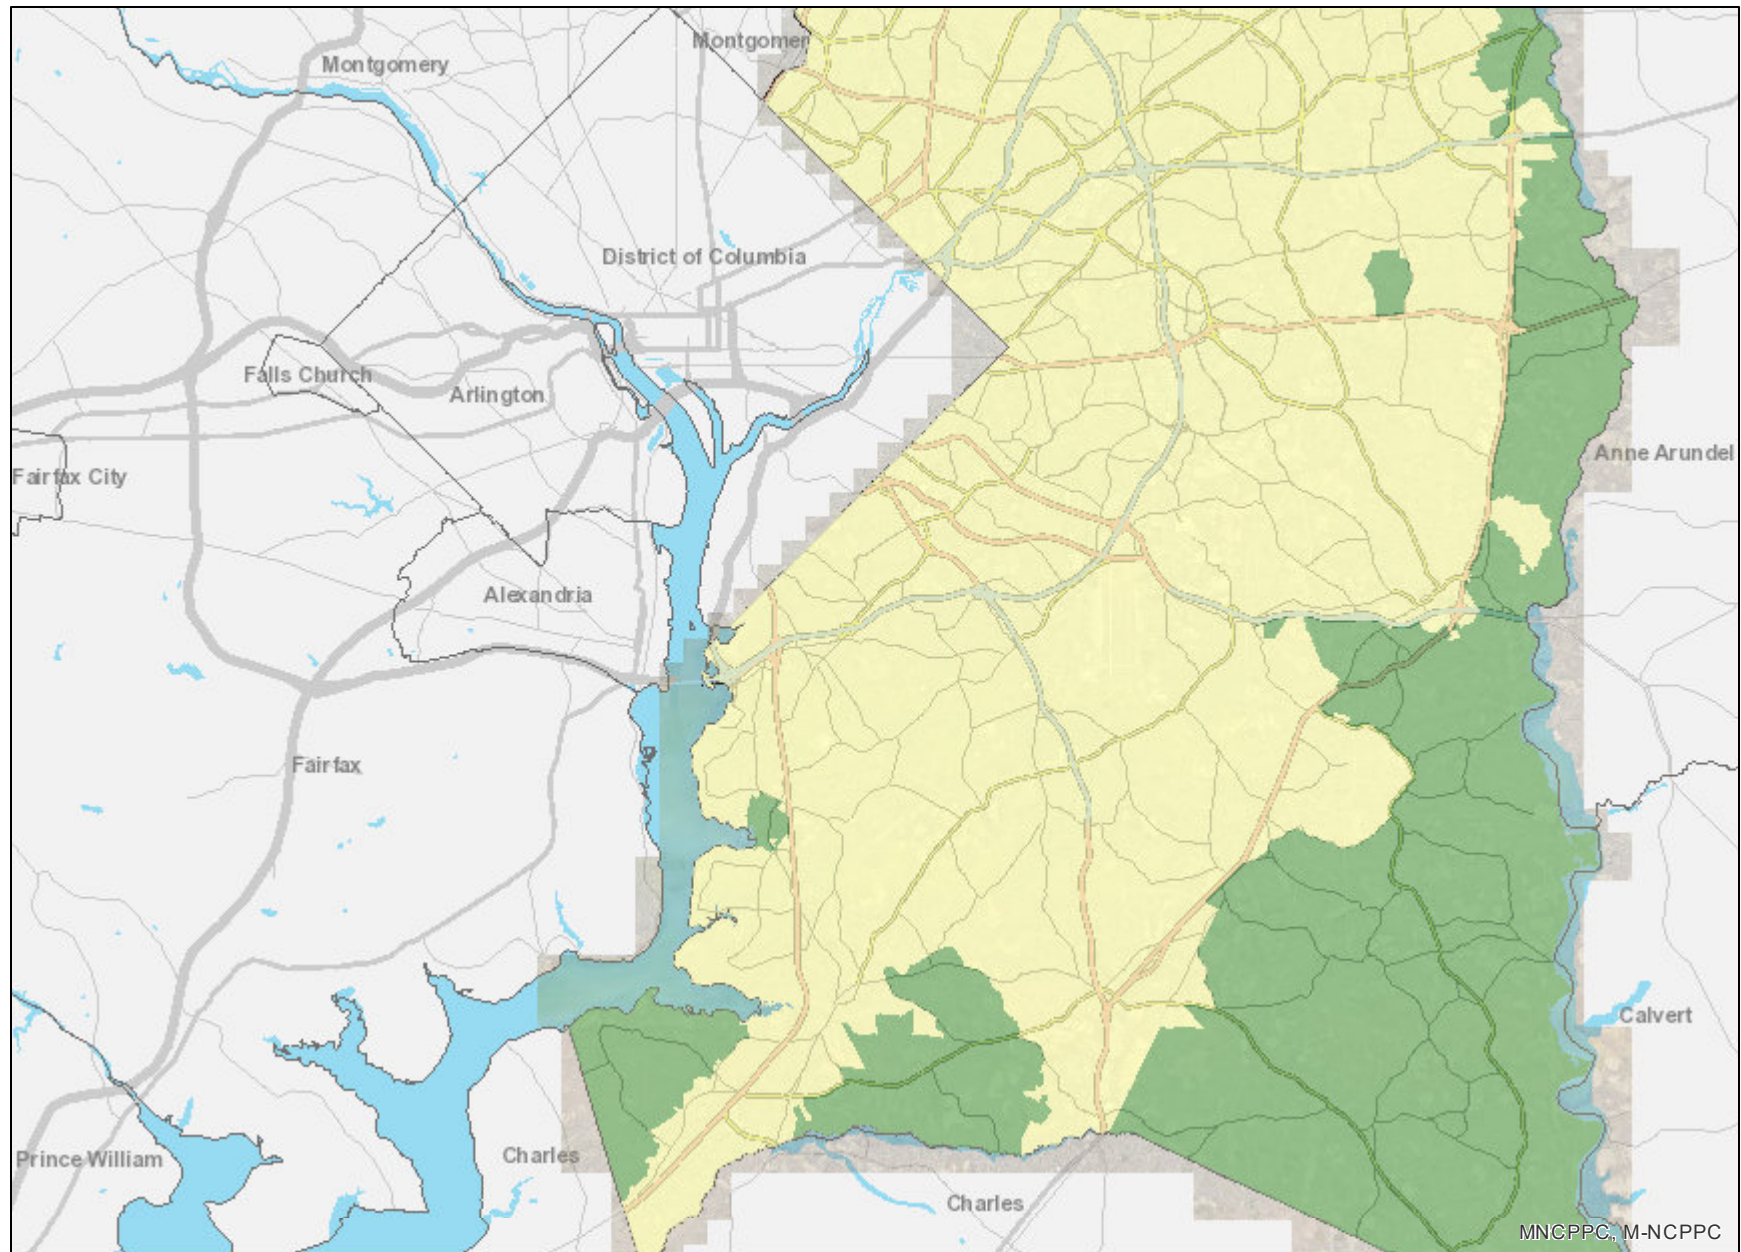 Montgomer
Montgomery
District of Columbia
Falls Church
Arlington
Anne Arundel
Fairfax City
Alexandria
Fairfax
Calvert
Charles
Prince William
Charles
MNCPPC, M-NCPPC